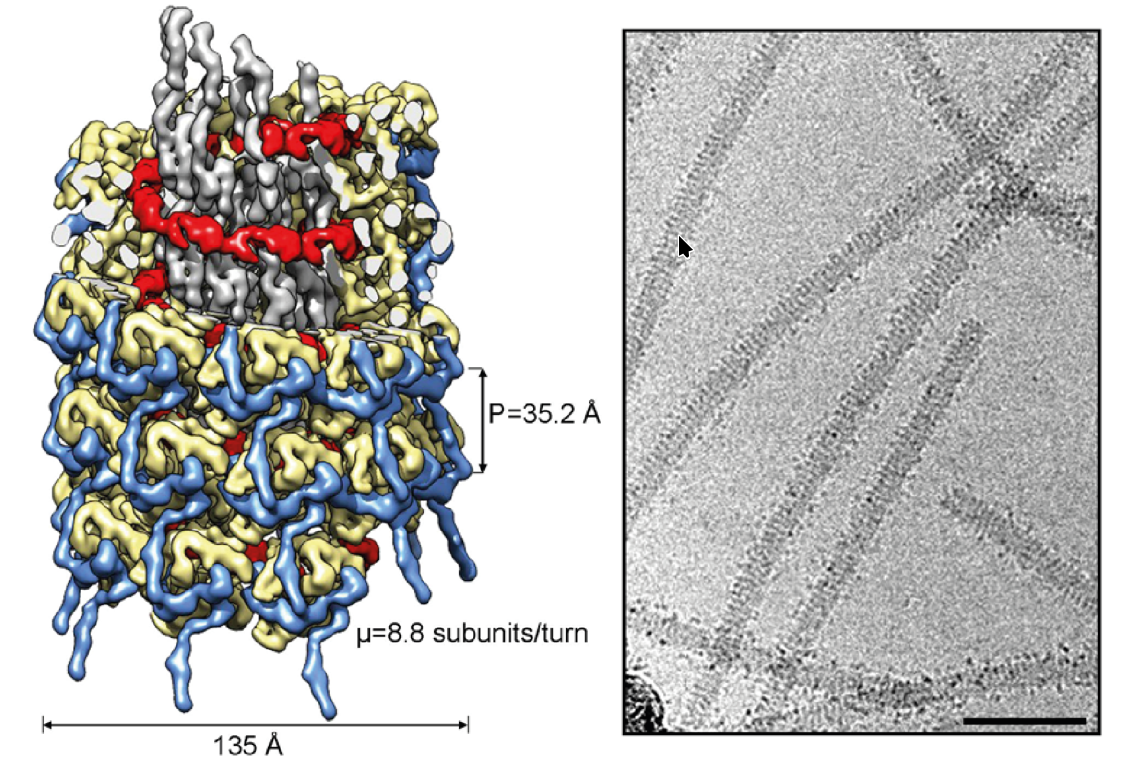 P=35.2 Å
μ=8.8 subunits/turn
135 Å